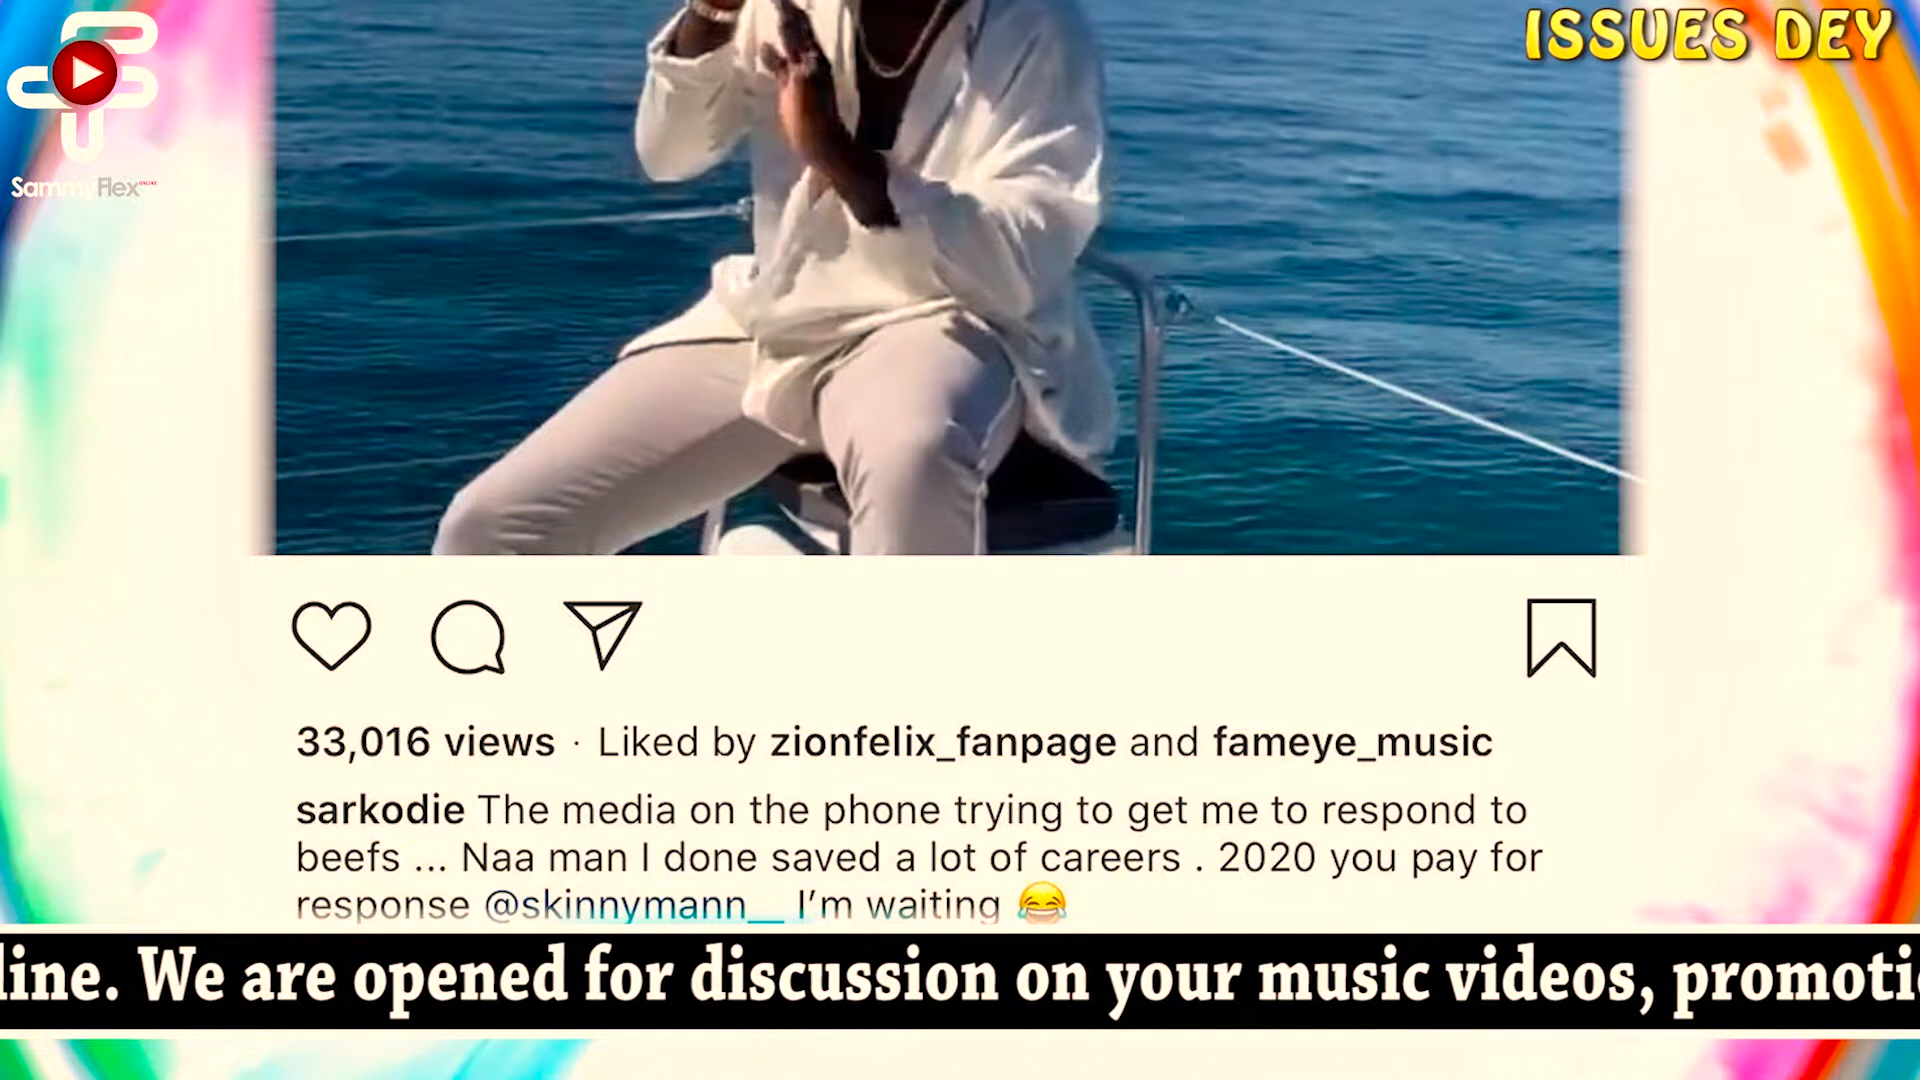 ISSUES DEY
SammyFlex ONLINE
33,016 views · Liked by zionfelix_fanpage and fameye_music
sarkodie The media on the phone trying to get me to respond to
beefs ... Naa man I done saved a lot of careers . 2020 you pay for
response @skinnymann__ I’m waiting 😂
line. We are opened for discussion on your music videos, promoti